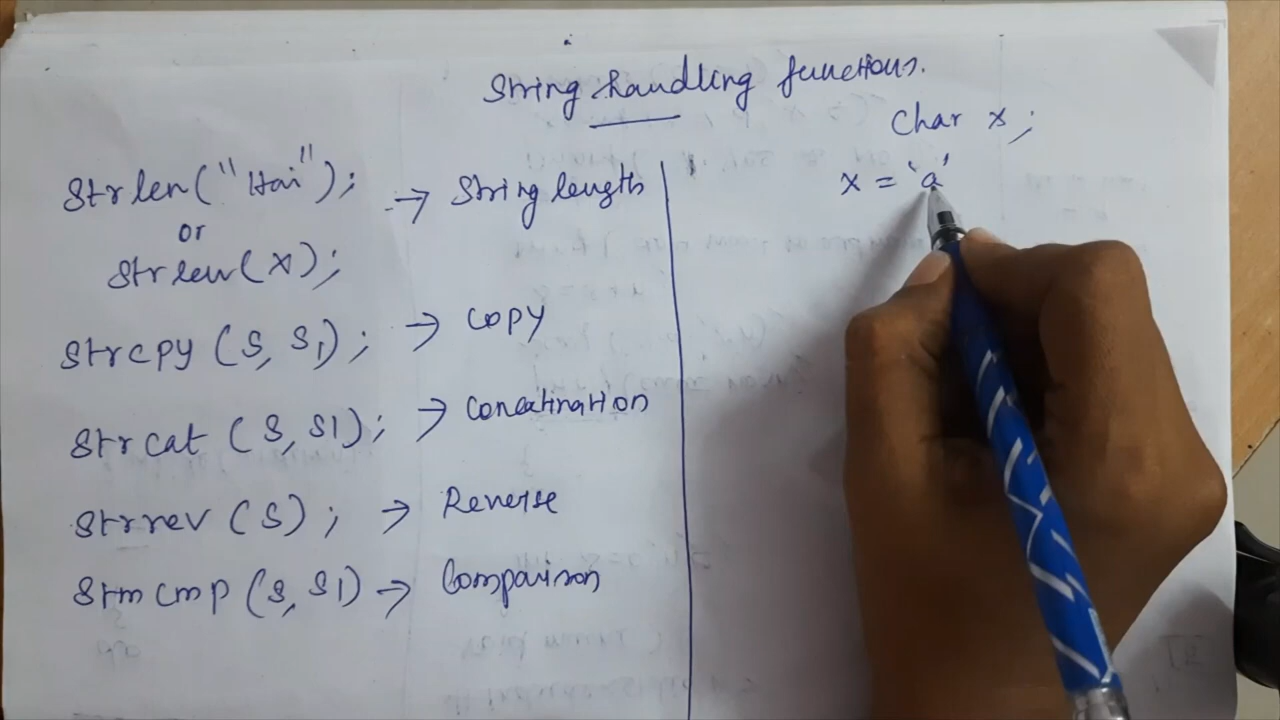 String handling functions.
Strlen("Hai"); → String length
or
Strlen(x);
Strcpy (S, S1); → Copy
Strcat (S, S1); → Concatination
Strrev (S); → Reverse
Strncmp (S, S1) → Comparison
Char x;
x = 'a'